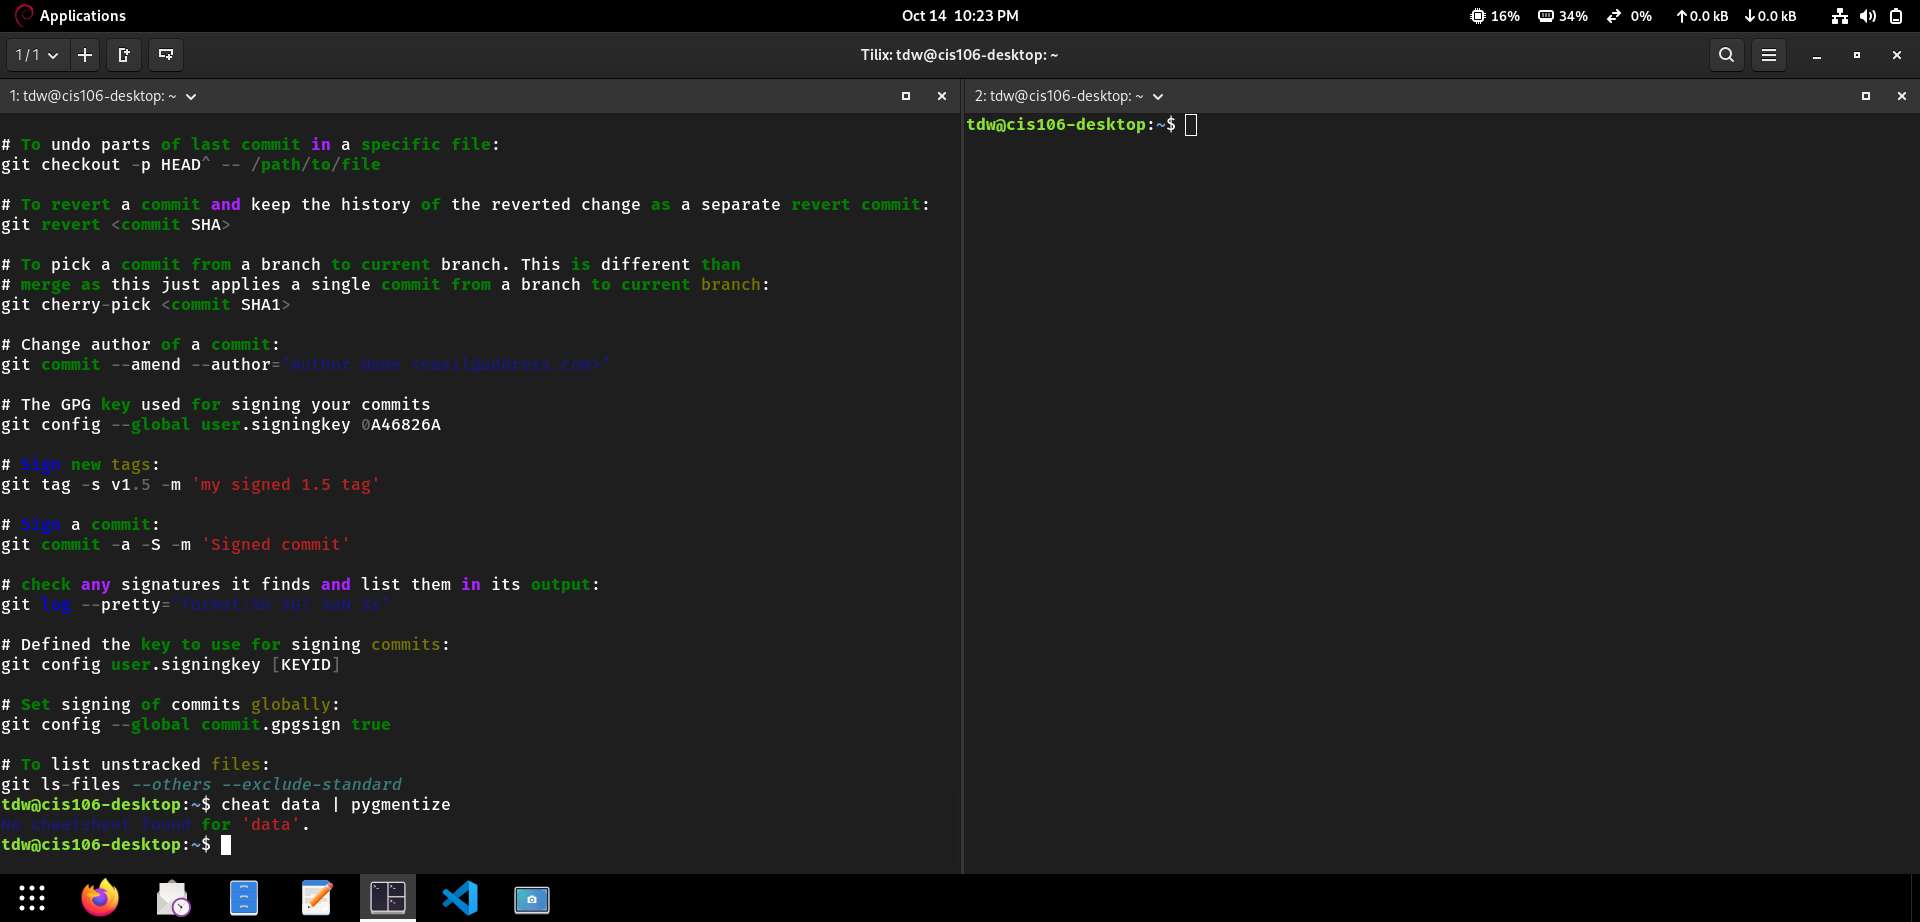 Applications
Oct 14 10:23 PM
16% 34% 0% 0.0 kB 0.0 kB
1 / 1
Tilix: tdw@cis106-desktop: ~
1: tdw@cis106-desktop: ~
# To undo parts of last commit in a specific file:
git checkout -p HEAD^ -- /path/to/file
# To revert a commit and keep the history of the reverted change as a separate revert commit:
git revert <commit SHA>
# To pick a commit from a branch to current branch. This is different than
# merge as this just applies a single commit from a branch to current branch:
git cherry-pick <commit SHA1>
# Change author of a commit:
git commit --amend --author="Author Name <email@address.com>"
# The GPG key used for signing your commits
git config --global user.signingkey 0A46826A
# Sign new tags:
git tag -s v1.5 -m 'my signed 1.5 tag'
# Sign a commit:
git commit -a -S -m 'Signed commit'
# check any signatures it finds and list them in its output:
git log --pretty="format:%h %G? %aN %s"
# Defined the key to use for signing commits:
git config user.signingkey [KEYID]
# Set signing of commits globally:
git config --global commit.gpgsign true
# To list unstracked files:
git ls-files --others --exclude-standard
tdw@cis106-desktop:~$ cheat data | pygmentize
No cheatsheet found for 'data'.
tdw@cis106-desktop:~$
2: tdw@cis106-desktop: ~
tdw@cis106-desktop:~$